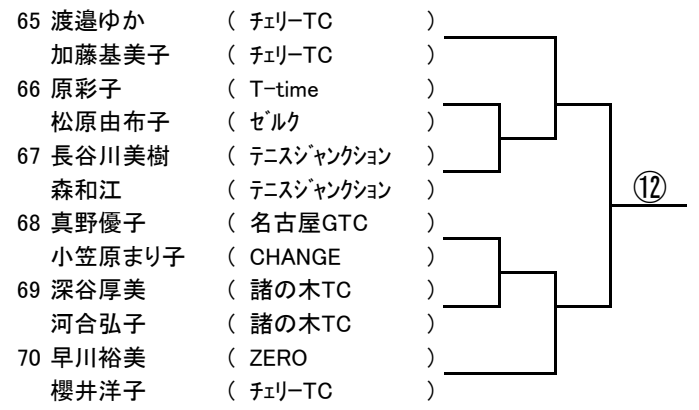 65 渡邉ゆか ( ﾁｪﾘｰTC )
加藤基美子 ( ﾁｪﾘｰTC )
66 原彩子 ( T-time )
松原由布子 ( ｾﾞﾙｸ )
67 長谷川美樹 ( ﾃﾆｽｼﾞｬﾝｸｼｮﾝ )
森和江 ( ﾃﾆｽｼﾞｬﾝｸｼｮﾝ )
⑫
68 真野優子 ( 名古屋GTC )
小笠原まり子 ( CHANGE )
69 深谷厚美 ( 諸の木TC )
河合弘子 ( 諸の木TC )
70 早川裕美 ( ZERO )
櫻井洋子 ( ﾁｪﾘｰTC )